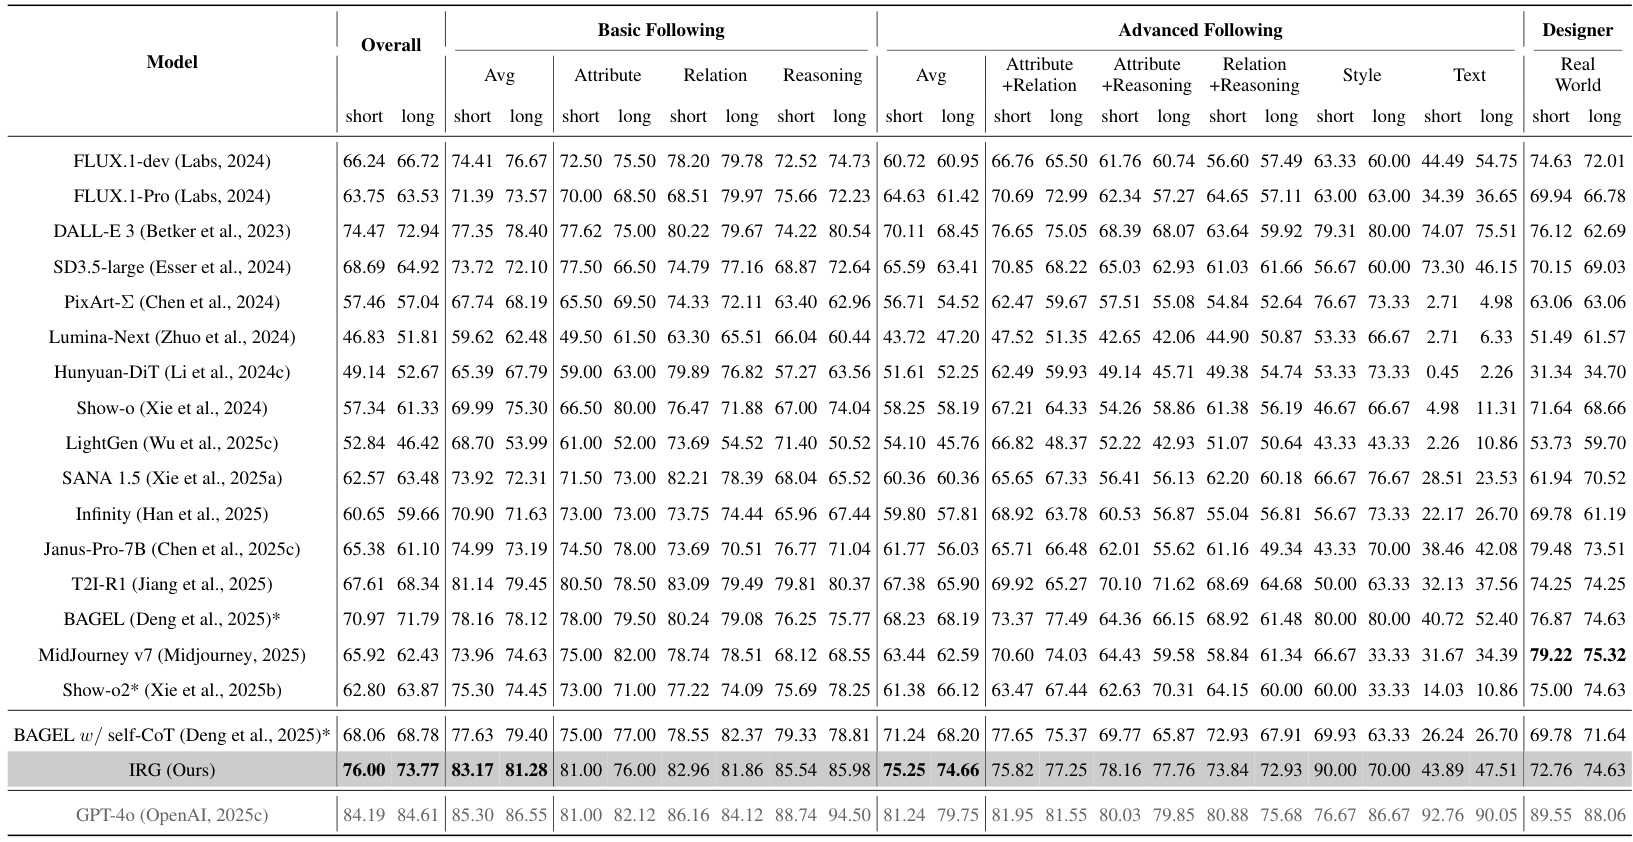 Model Overall Basic Following Advanced Following Designer
Avg Attribute Relation Reasoning Avg Attribute +Relation Attribute +Reasoning Relation +Reasoning Style Text Real World
short long short long short long short long short long short long short long short long short long short long short long short long
FLUX.1-dev (Labs, 2024) 66.24 66.72 74.41 76.67 72.50 75.50 78.20 79.78 72.52 74.73 60.72 60.95 66.76 65.50 61.76 60.74 56.60 57.49 63.33 60.00 44.49 54.75 74.63 72.01
FLUX.1-Pro (Labs, 2024) 63.75 63.53 71.39 73.57 70.00 68.50 68.51 79.97 75.66 72.23 64.63 61.42 70.69 72.99 62.34 57.27 64.65 57.11 63.00 63.00 34.39 36.65 69.94 66.78
DALL-E 3 (Betker et al., 2023) 74.47 72.94 77.35 78.40 77.62 75.00 80.22 79.67 74.22 80.54 70.11 68.45 76.65 75.05 68.39 68.07 63.64 59.92 79.31 80.00 74.07 75.51 76.12 62.69
SD3.5-large (Esser et al., 2024) 68.69 64.92 73.72 72.10 77.50 66.50 74.79 77.16 68.87 72.64 65.59 63.41 70.85 68.22 65.03 62.93 61.03 61.66 56.67 60.00 73.30 46.15 70.15 69.03
PixArt-Σ (Chen et al., 2024) 57.46 57.04 67.74 68.19 65.50 69.50 74.33 72.11 63.40 62.96 56.71 54.52 62.47 59.67 57.51 55.08 54.84 52.64 76.67 73.33 2.71 4.98 63.06 63.06
Lumina-Next (Zhuo et al., 2024) 46.83 51.81 59.62 62.48 49.50 61.50 63.30 65.51 66.04 60.44 43.72 47.20 47.52 51.35 42.65 42.06 44.90 50.87 53.33 66.67 2.71 6.33 51.49 61.57
Hunyuan-DiT (Li et al., 2024c) 49.14 52.67 65.39 67.79 59.00 63.00 79.89 76.82 57.27 63.56 51.61 52.25 62.49 59.93 49.14 45.71 49.38 54.74 53.33 73.33 0.45 2.26 31.34 34.70
Show-o (Xie et al., 2024) 57.34 61.33 69.99 75.30 66.50 80.00 76.47 71.88 67.00 74.04 58.25 58.19 67.21 64.33 54.26 58.86 61.38 56.19 46.67 66.67 4.98 11.31 71.64 68.66
LightGen (Wu et al., 2025c) 52.84 46.42 68.70 53.99 61.00 52.00 73.69 54.52 71.40 50.52 54.10 45.76 66.82 48.37 52.22 42.93 51.07 50.64 43.33 43.33 2.26 10.86 53.73 59.70
SANA 1.5 (Xie et al., 2025a) 62.57 63.48 73.92 72.31 71.50 73.00 82.21 78.39 68.04 65.52 60.36 60.36 65.65 67.33 56.41 56.13 62.20 60.18 66.67 76.67 28.51 23.53 61.94 70.52
Infinity (Han et al., 2025) 60.65 59.66 70.90 71.63 73.00 73.00 73.75 74.44 65.96 67.44 59.80 57.81 68.92 63.78 60.53 56.87 55.04 56.81 56.67 73.33 22.17 26.70 69.78 61.19
Janus-Pro-7B (Chen et al., 2025c) 65.38 61.10 74.99 73.19 74.50 78.00 73.69 70.51 76.77 71.04 61.77 56.03 65.71 66.48 62.01 55.62 61.16 49.34 43.33 70.00 38.46 42.08 79.48 73.51
T2I-R1 (Jiang et al., 2025) 67.61 68.34 81.14 79.45 80.50 78.50 83.09 79.49 79.81 80.37 67.38 65.90 69.92 65.27 70.10 71.62 68.69 64.68 50.00 63.33 32.13 37.56 74.25 74.25
BAGEL (Deng et al., 2025)* 70.97 71.79 78.16 78.12 78.00 79.50 80.24 79.08 76.25 75.77 68.23 68.19 73.37 77.49 64.36 66.15 68.92 61.48 80.00 80.00 40.72 52.40 76.87 74.63
MidJourney v7 (Midjourney, 2025) 65.92 62.43 73.96 74.63 75.00 82.00 78.74 78.51 68.12 68.55 63.44 62.59 70.60 74.03 64.43 59.58 58.84 61.34 66.67 33.33 31.67 34.39 79.22 75.32
Show-o2* (Xie et al., 2025b) 62.80 63.87 75.30 74.45 73.00 71.00 77.22 74.09 75.69 78.25 61.38 66.12 63.47 67.44 62.63 70.31 64.15 60.00 60.00 33.33 14.03 10.86 75.00 74.63
BAGEL w/ self-CoT (Deng et al., 2025)* 68.06 68.78 77.63 79.40 75.00 77.00 78.55 82.37 79.33 78.81 71.24 68.20 77.65 75.37 69.77 65.87 72.93 67.91 69.93 63.33 26.24 26.70 69.78 71.64
IRG (Ours) 76.00 73.77 83.17 81.28 81.00 76.00 82.96 81.86 85.54 85.98 75.25 74.66 75.82 77.25 78.16 77.76 73.84 72.93 90.00 70.00 43.89 47.51 72.76 74.63
GPT-4o (OpenAI, 2025c) 84.19 84.61 85.30 86.55 81.00 82.12 86.16 84.12 88.74 94.50 81.24 79.75 81.95 81.55 80.03 79.85 80.88 75.68 76.67 86.67 92.76 90.05 89.55 88.06